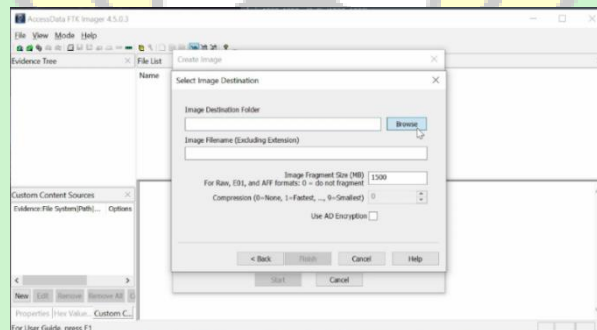 AccessData FTK Imager 4.5.0.3
File View Mode Help
Evidence Tree
File List
Name
Create Image
Select Image Destination
Image Destination Folder
Browse
Image Filename (Excluding Extension)
Image Fragment Size (MB)
1500
For Raw, E01, and AFF formats: 0 = do not fragment
Compression (0=None, 1=Fastest, ..., 9=Smallest)
0
Use AD Encryption
< Back Finish Cancel Help
Start Cancel
Custom Content Sources
Evidence:File System|Path|... Options
New Edit Remove Remove All
Properties Hex Value... Custom C...
For User Guide, press F1